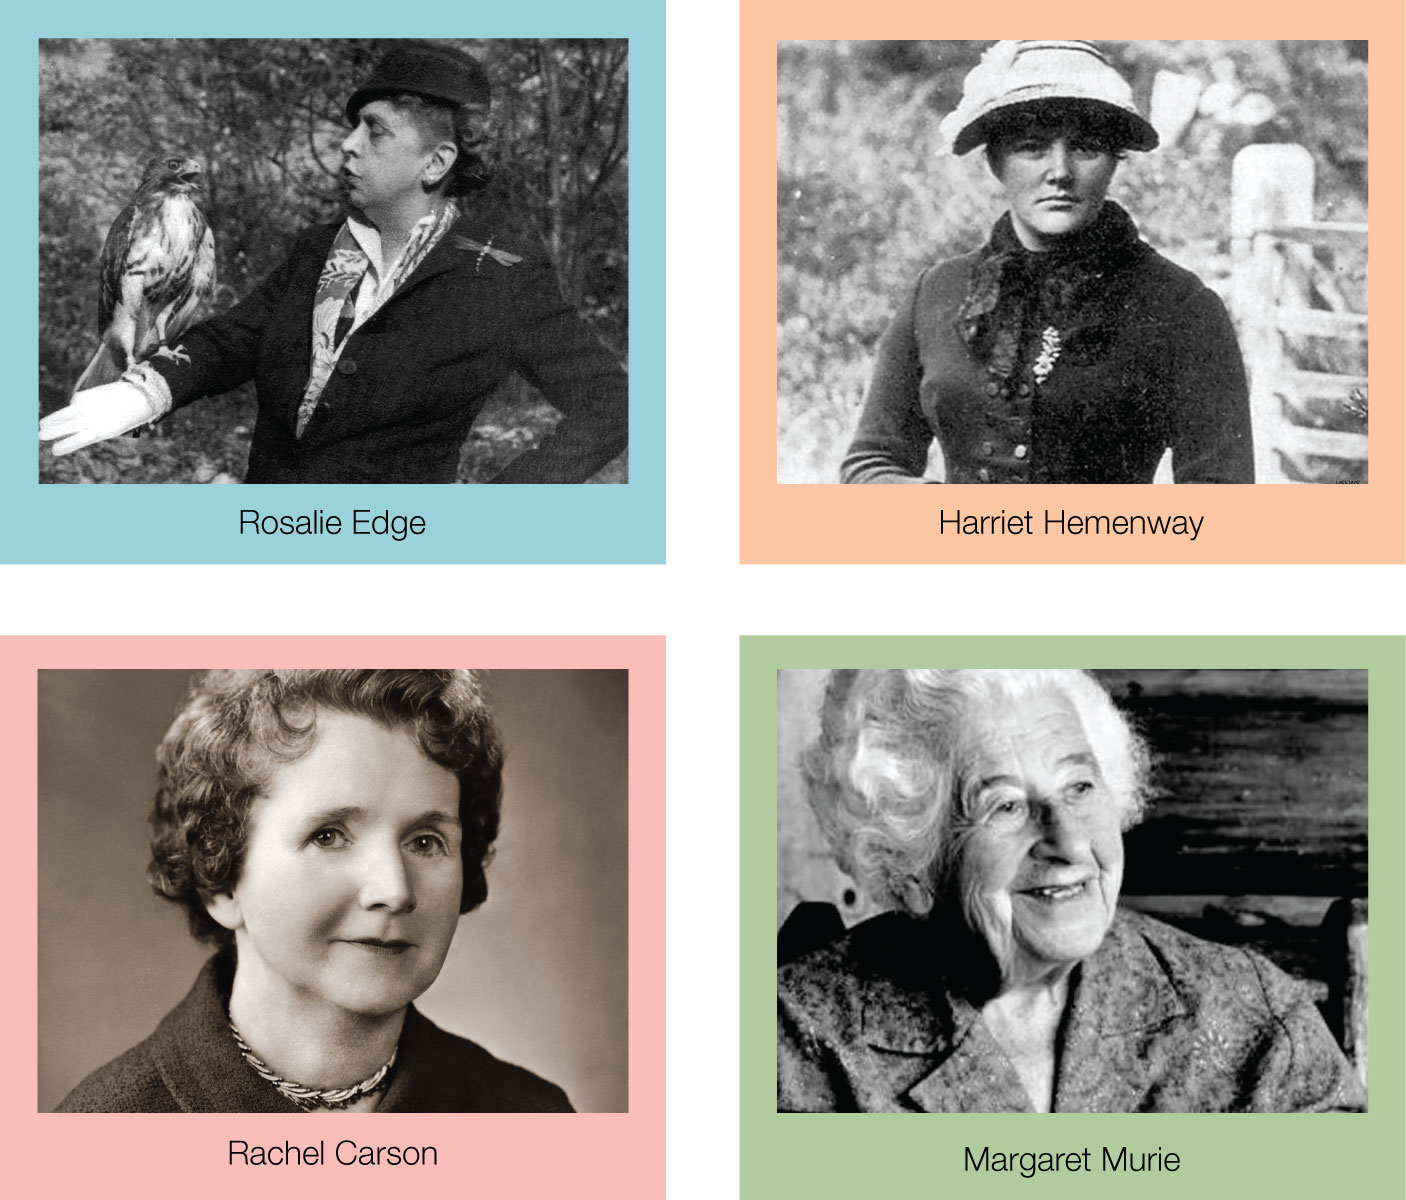 Rosalie Edge
Harriet Hemenway
Rachel Carson
Margaret Murie